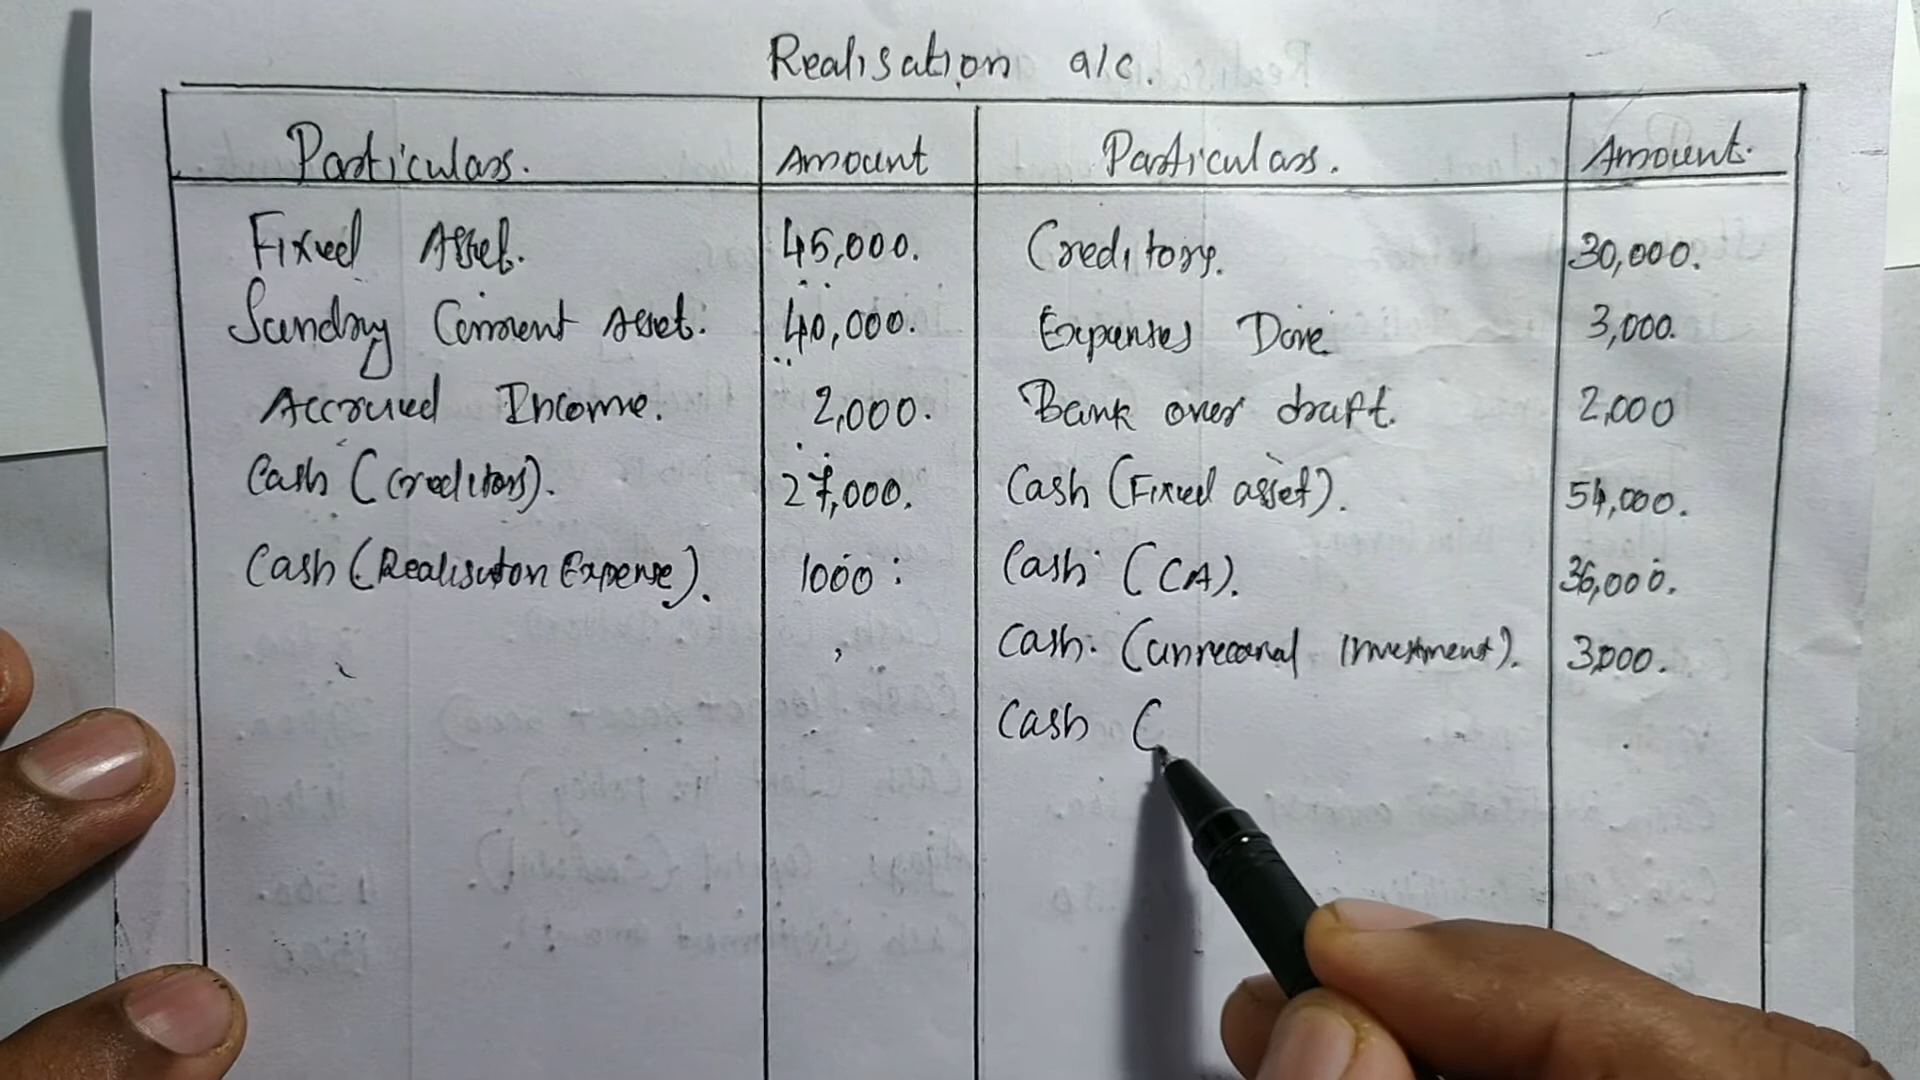 Realisation a/c.
Particulars. Amount Particulars. Amount.
Fixed Asset. 45,000. Creditors. 30,000.
Sundry Current Asset. 40,000. Expenses Due 3,000.
Accrued Income. 2,000. Bank over draft. 2,000
Cash (Creditors). 27,000. Cash (Fixed asset). 54,000.
Cash (Realisation Expense). 1000 Cash (CA). 36,000.
Cash. (Investment). 3,000.
Cash (